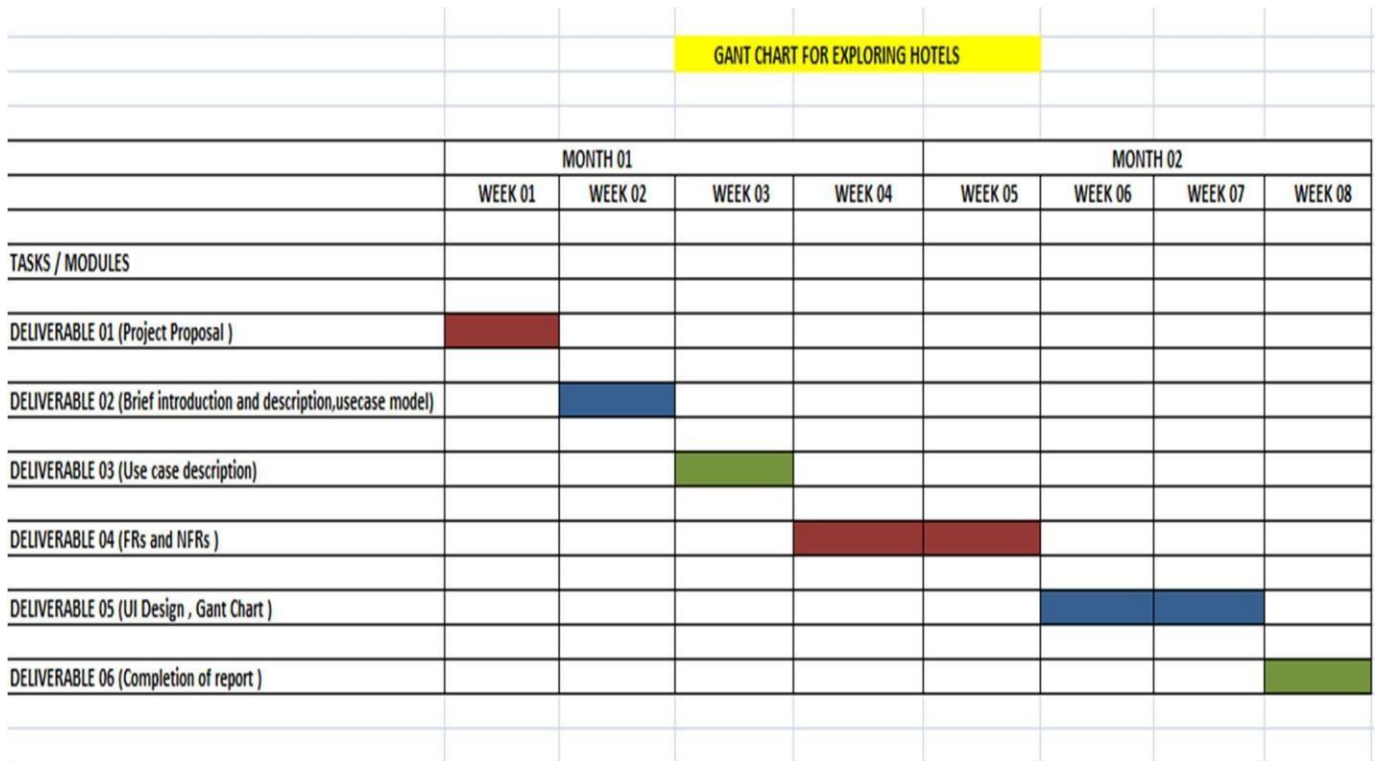 GANT CHART FOR EXPLORING HOTELS
MONTH 01 MONTH 02
WEEK 01 WEEK 02 WEEK 03 WEEK 04 WEEK 05 WEEK 06 WEEK 07 WEEK 08
TASKS / MODULES
DELIVERABLE 01 (Project Proposal )
DELIVERABLE 02 (Brief introduction and description,usecase model)
DELIVERABLE 03 (Use case description)
DELIVERABLE 04 (FRs and NFRs )
DELIVERABLE 05 (UI Design , Gant Chart )
DELIVERABLE 06 (Completion of report )